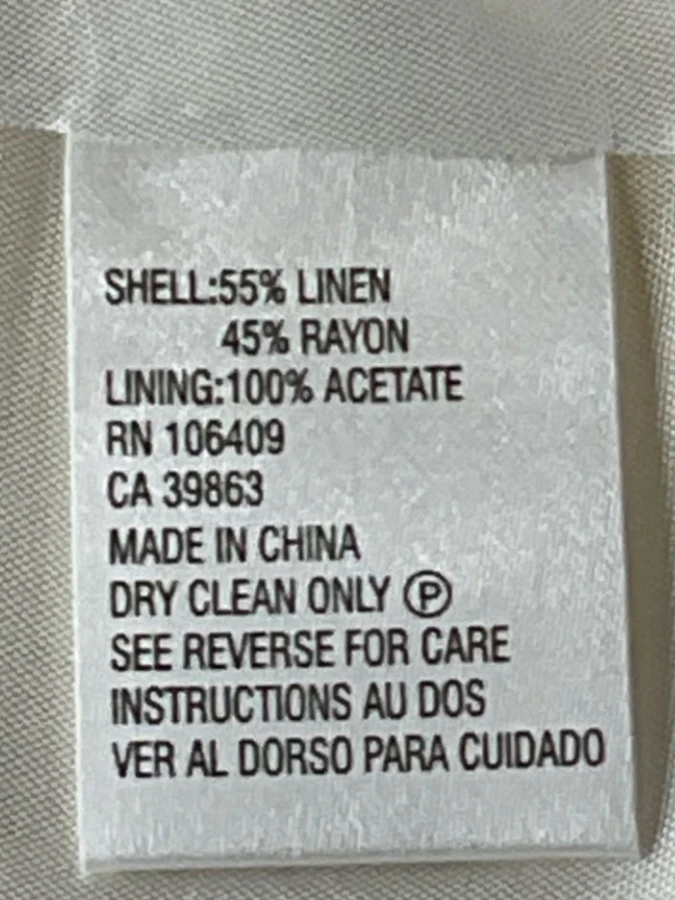 SHELL:55% LINEN
45% RAYON
LINING:100% ACETATE
RN 106409
CA 39863
MADE IN CHINA
DRY CLEAN ONLY Ⓟ
SEE REVERSE FOR CARE
INSTRUCTIONS AU DOS
VER AL DORSO PARA CUIDADO